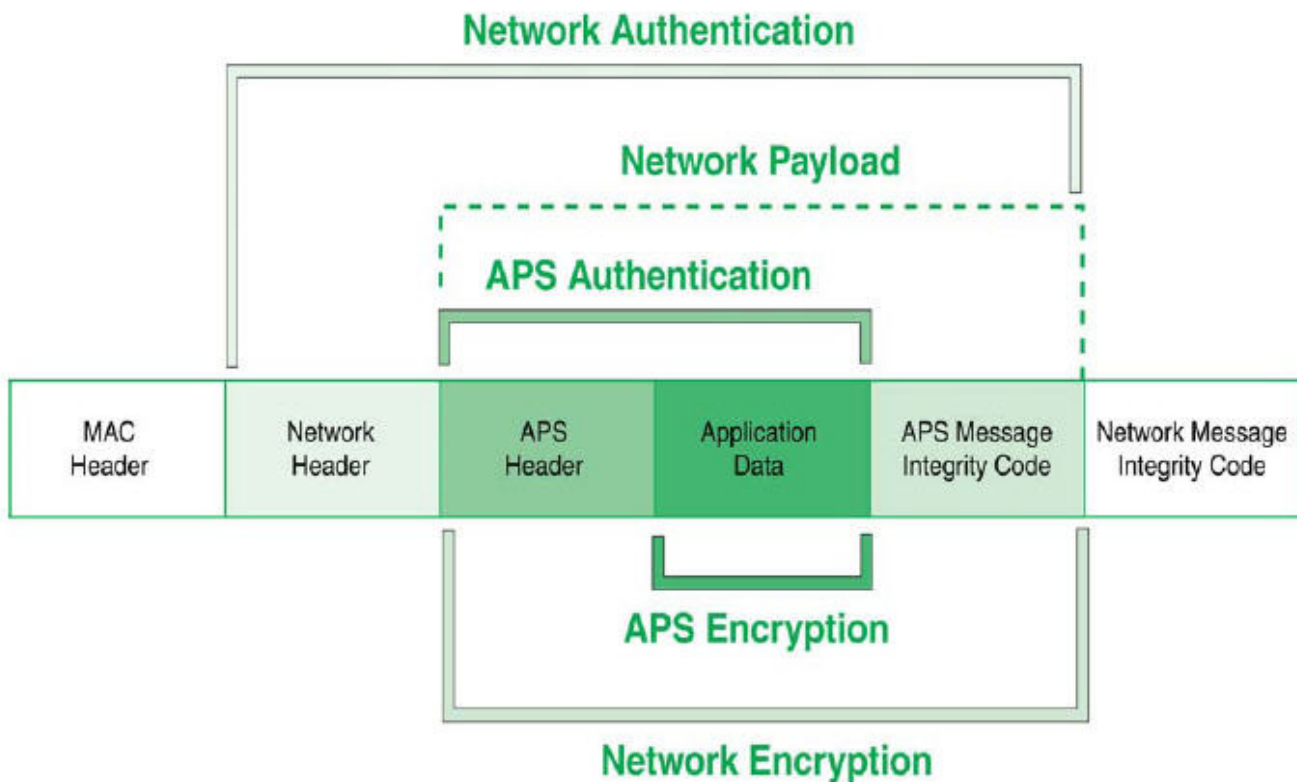 Network Authentication
Network Payload
APS Authentication
MAC
Header
Network
Header
APS
Header
Application
Data
APS Message
Integrity Code
Network Message
Integrity Code
APS Encryption
Network Encryption